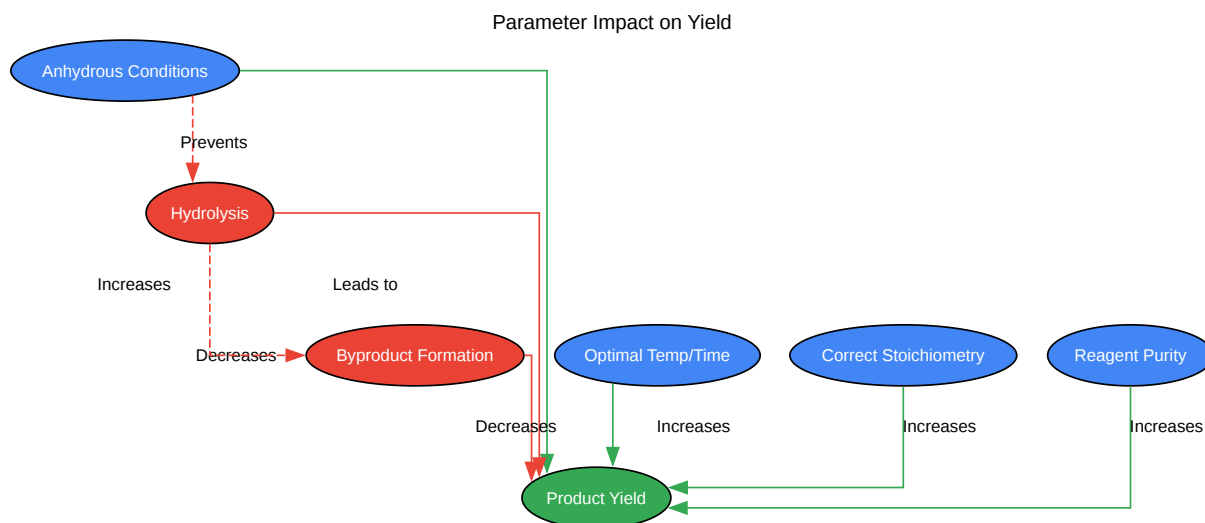 Parameter Impact on Yield
Anhydrous Conditions
Prevents
Hydrolysis
Increases
Leads to
Decreases
Byproduct Formation
Optimal Temp/Time
Correct Stoichiometry
Reagent Purity
Decreases
Increases
Increases
Increases
Product Yield